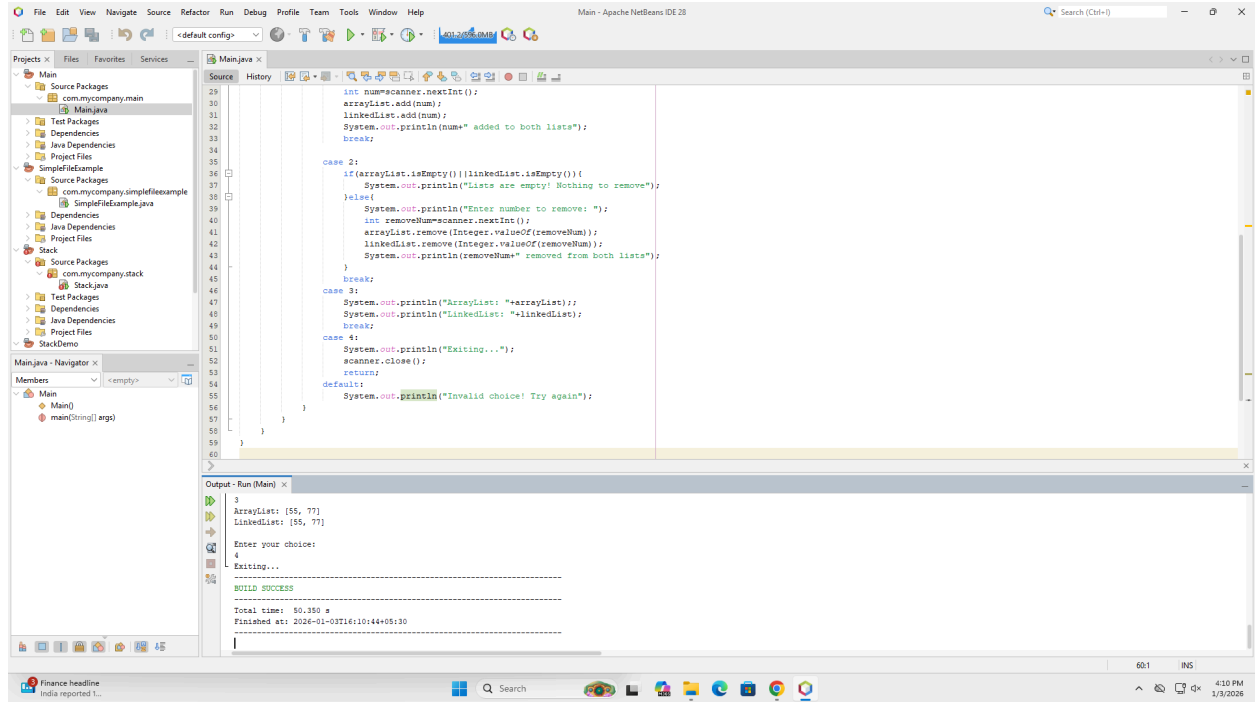 File Edit View Navigate Source Refactor Run Debug Profile Team Tools Window Help
Main - Apache NetBeans IDE 28
Search (Ctrl+I)
<default config>
401.2/596.0MB
Projects
Files
Favorites
Services
Main.java
Source
History
Main
Source Packages
com.mycompany.main
Main.java
Test Packages
Dependencies
Java Dependencies
Project Files
SimpleFileExample
Source Packages
com.mycompany.simplefileexample
SimpleFileExample.java
Dependencies
Java Dependencies
Project Files
Stack
Source Packages
com.mycompany.stack
Stack.java
Test Packages
Dependencies
Java Dependencies
Project Files
StackDemo
Main.java - Navigator
Members
<empty>
Main
Main()
main(String[] args)
29 int num=scanner.nextInt();
30 arrayList.add(num);
31 linkedList.add(num);
32 System.out.println(num+" added to both lists");
33 break;
34
35 case 2:
36 if(arrayList.isEmpty()||linkedList.isEmpty()){
37 System.out.println("Lists are empty! Nothing to remove");
38 }else{
39 System.out.println("Enter number to remove: ");
40 int removeNum=scanner.nextInt();
41 arrayList.remove(Integer.valueOf(removeNum));
42 linkedList.remove(Integer.valueOf(removeNum));
43 System.out.println(removeNum+" removed from both lists");
44 }
45 break;
46 case 3:
47 System.out.println("ArrayList: "+arrayList);;
48 System.out.println("LinkedList: "+linkedList);
49 break;
50 case 4:
51 System.out.println("Exiting...");
52 scanner.close();
53 return;
54 default:
55 System.out.println("Invalid choice! Try again");
56 }
57 }
58 }
59 }
60
Output - Run (Main)
3
ArrayList: [55, 77]
LinkedList: [55, 77]
Enter your choice:
4
Exiting...
------------------------------------------------------------------------
BUILD SUCCESS
------------------------------------------------------------------------
Total time: 50.350 s
Finished at: 2026-01-03T16:10:44+05:30
------------------------------------------------------------------------
60:1
INS
3
Finance headline
India reported 1...
Search
4:10 PM
1/3/2026